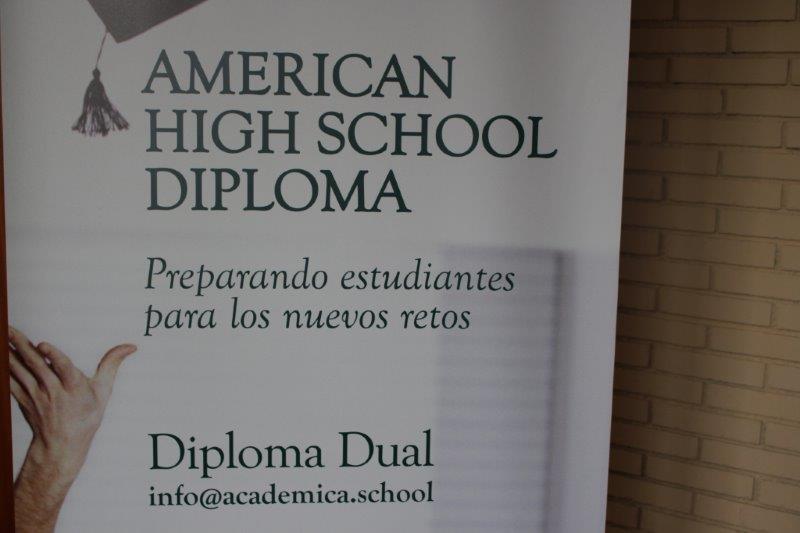 AMERICAN
HIGH SCHOOL
DIPLOMA
Preparando estudiantes
para los nuevos retos
Diploma Dual
info@academica.school